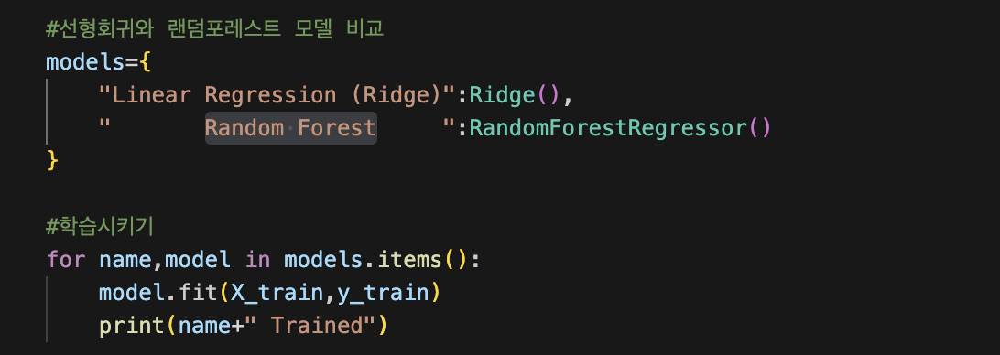 #선형회귀와 랜덤포레스트 모델 비교
models={
    "Linear Regression (Ridge)":Ridge(),
    "       Random Forest     ":RandomForestRegressor()
}
#학습시키기
for name,model in models.items():
    model.fit(X_train,y_train)
    print(name+" Trained")